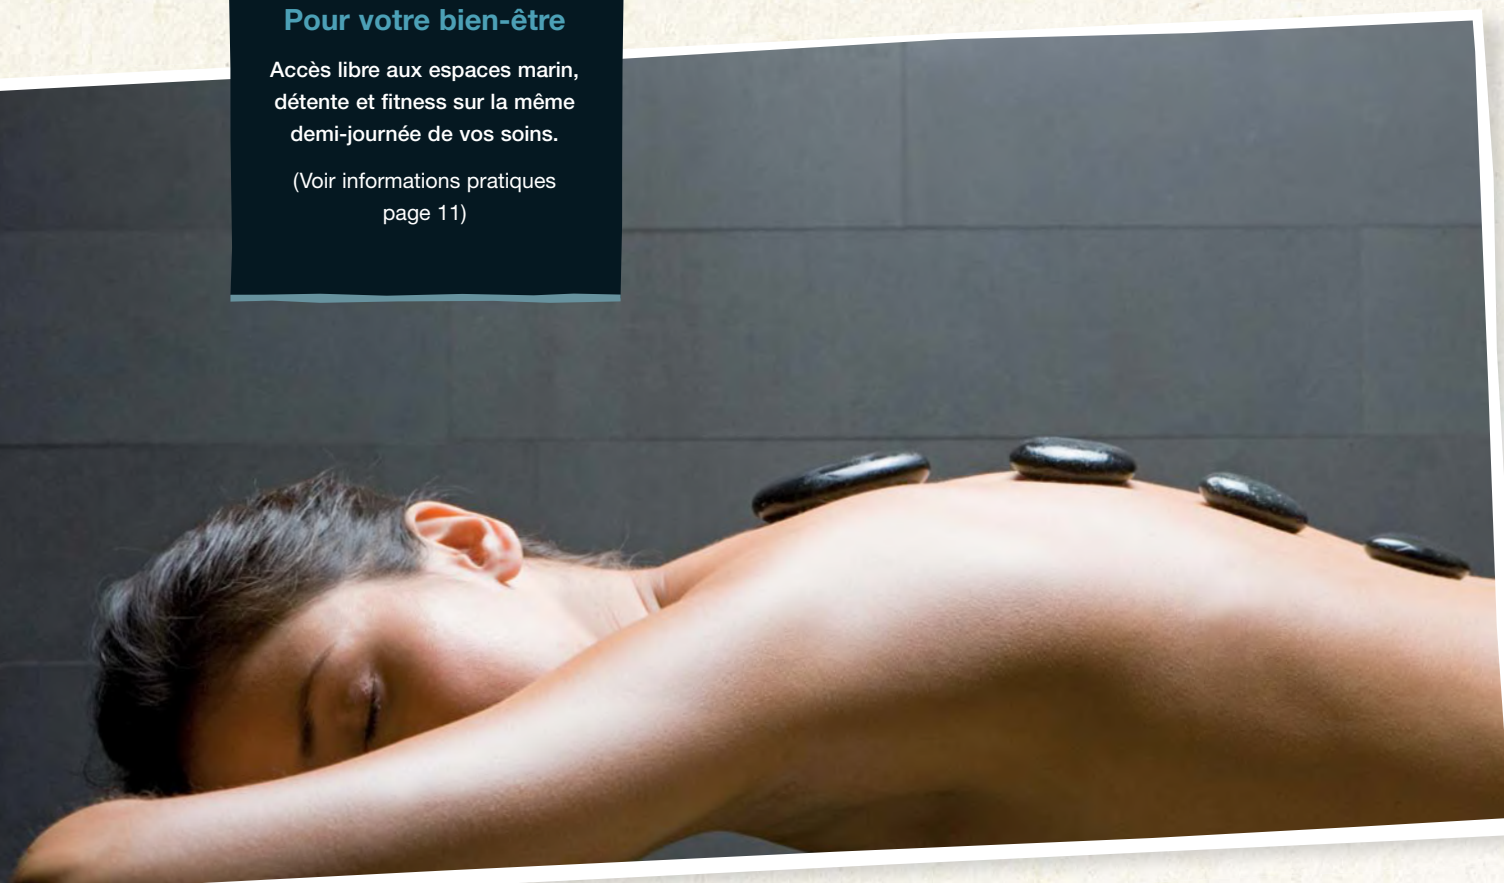 Pour votre bien-être
Accès libre aux espaces marin,
détente et fitness sur la même
demi-journée de vos soins.
(Voir informations pratiques
page 11)